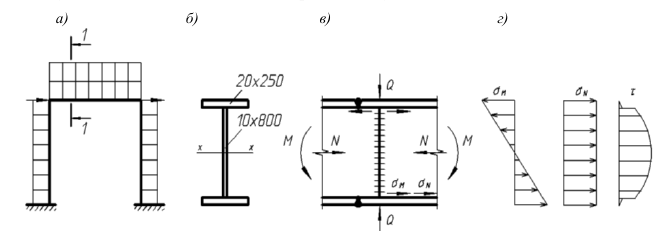 а) б) в) г)
1
1
20х250
10х800
х х
Q
M N N M
σM σN
Q
σM σN τ